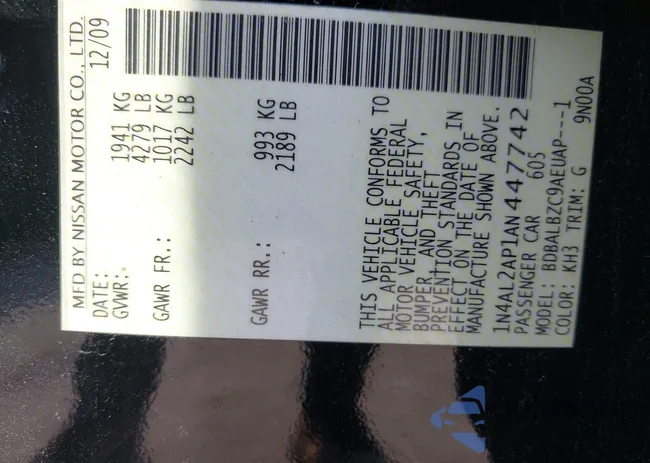 MFD BY NISSAN MOTOR CO., LTD.
DATE: 12/09
GVWR: 1941 KG
4279 LB
GAWR FR.: 1017 KG
2242 LB
GAWR RR.: 993 KG
2189 LB
THIS VEHICLE CONFORMS TO
ALL APPLICABLE FEDERAL
MOTOR VEHICLE SAFETY,
BUMPER, AND THEFT
PREVENTION STANDARDS IN
EFFECT ON THE DATE OF
MANUFACTURE SHOWN ABOVE.
1N4AL2AP1AN447742
PASSENGER CAR 605
MODEL: BDBALBZC9AEUAP---1
COLOR: KH3 TRIM: G 9N00A